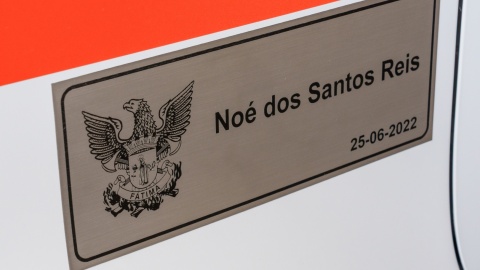 Noé dos Santos Reis
25-06-2022
FÁTIMA